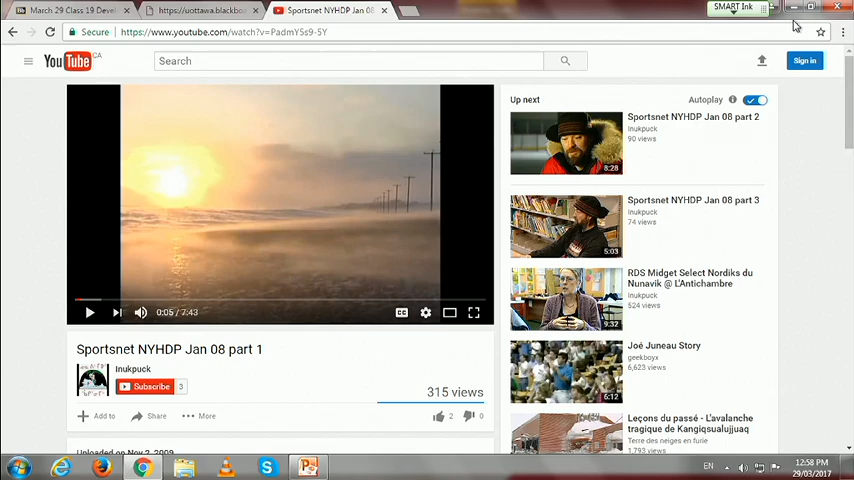 March 29 Class 19 Devel
https://uottawa.blackboa
Sportsnet NYHDP Jan 08
SMART Ink
Secure
https://www.youtube.com/watch?v=PadmY5s9-5Y
YouTube CA
Search
Sign in
Up next
Autoplay
Sportsnet NYHDP Jan 08 part 2
Inukpuck
90 views
8:28
Sportsnet NYHDP Jan 08 part 3
Inukpuck
74 views
5:03
RDS Midget Select Nordiks du
Nunavik @ L'Antichambre
Inukpuck
524 views
9:32
Joé Juneau Story
geekboyx
6,623 views
6:12
Leçons du passé - L'avalanche
tragique de Kangiqsualujjuaq
Terre des neiges en furie
1,793 views
0:05 / 7:43
Sportsnet NYHDP Jan 08 part 1
Inukpuck
Subscribe 3
315 views
Add to
Share
More
2
0
Uploaded on Nov 2, 2009
EN
12:58 PM
29/03/2017